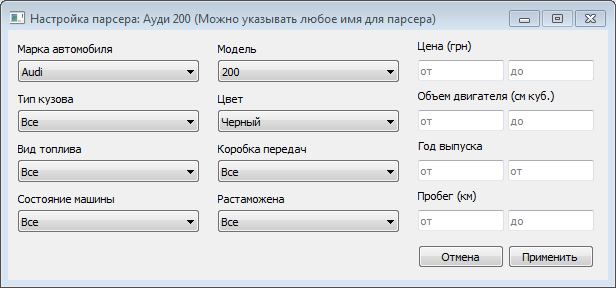 Настройка парсера: Ауди 200 (Можно указывать любое имя для парсера)
Марка автомобиля
Audi
Модель
200
Цена (грн)
от
до
Тип кузова
Все
Цвет
Черный
Объем двигателя (см куб.)
от
до
Вид топлива
Все
Коробка передач
Все
Год выпуска
от
от
Состояние машины
Все
Растаможена
Все
Пробег (км)
от
до
Отмена
Применить